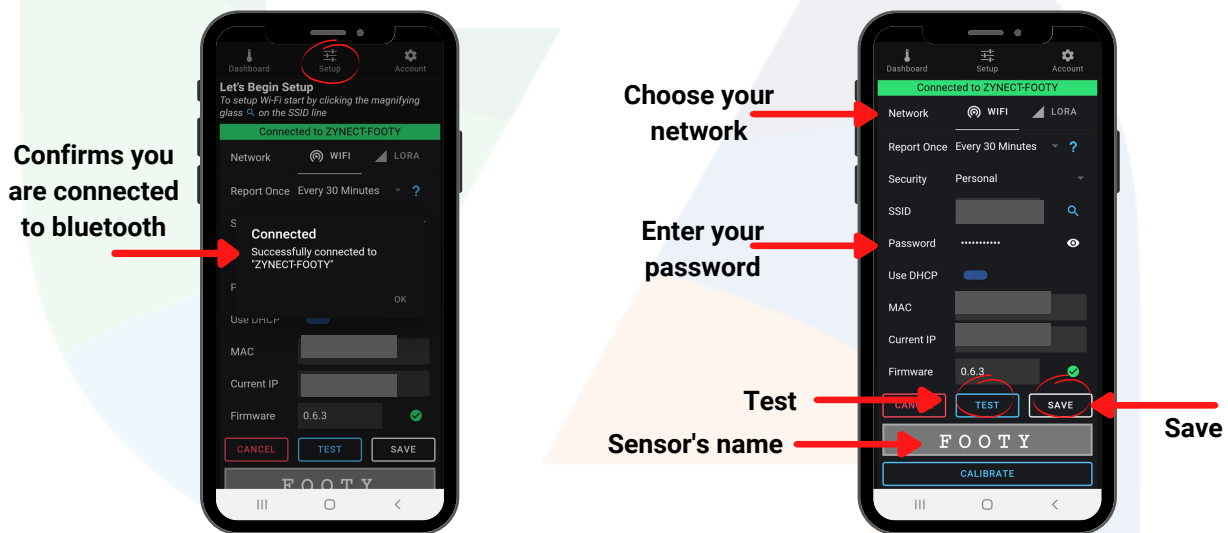 Confirms you
are connected
to bluetooth
Dashboard
Setup
Account
Let's Begin Setup
To setup Wi-Fi start by clicking the magnifying
glass on the SSID line
Connected to ZYNECT-FOOTY
Network WIFI LORA
Report Once Every 30 Minutes ?
S
Connected
Successfully connected to
"ZYNECT-FOOTY"
P
OK
Use DHCP
MAC
Current IP
Firmware 0.6.3
CANCEL TEST SAVE
FOOTY
Choose your
network
Enter your
password
Test
Sensor's name
Save
Dashboard
Setup
Account
Connected to ZYNECT-FOOTY
Network WIFI LORA
Report Once Every 30 Minutes ?
Security Personal
SSID
Password ···········
Use DHCP
MAC
Current IP
Firmware 0.6.3
CANCEL TEST SAVE
FOOTY
CALIBRATE